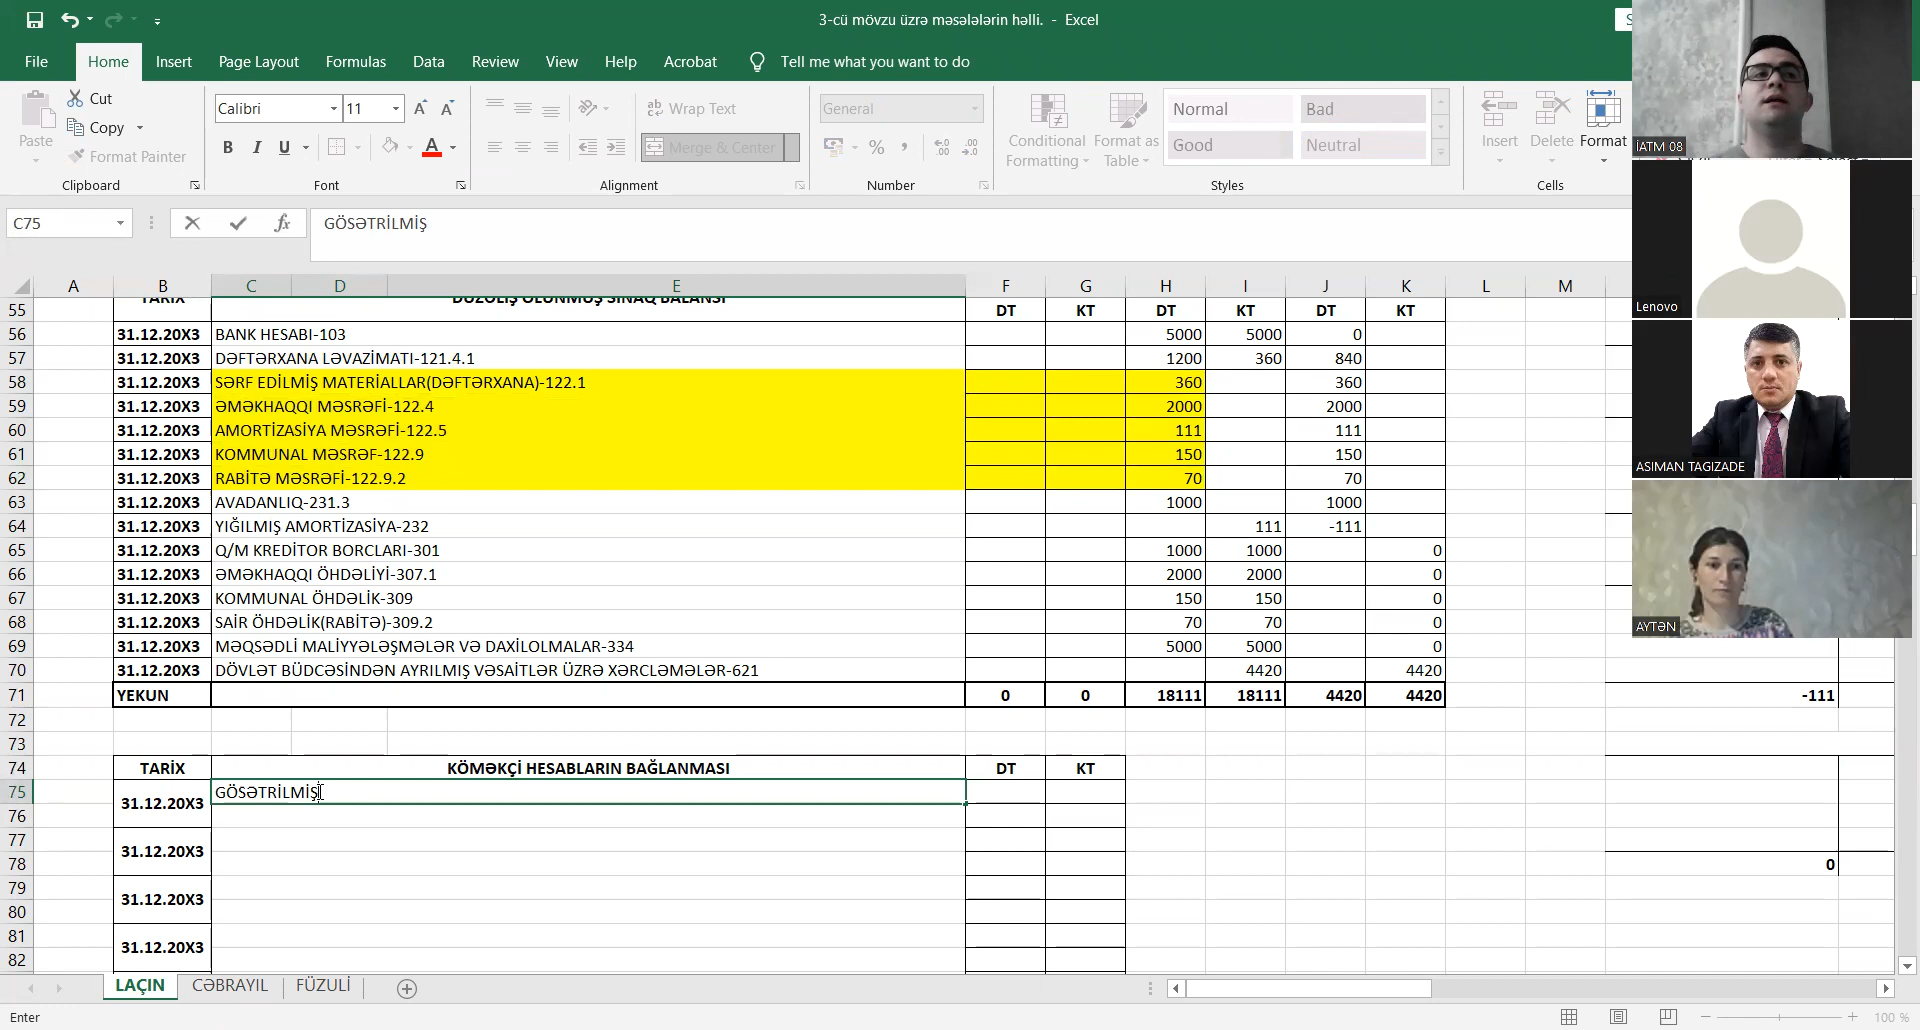 3-cü mövzu üzrə məsələlərin həlli. - Excel
File Home Insert Page Layout Formulas Data Review View Help Acrobat Tell me what you want to do
Cut
Copy
Format Painter
Paste
Clipboard
Calibri 11
B I U A
Font
ab Wrap Text
Merge & Center
Alignment
General
%
Number
Conditional Formatting
Format as Table
Normal Bad
Good Neutral
Styles
Insert Delete Format
Cells
C75 fx GÖSƏTRİLMİŞ
A B C D E F G H I J K L M
55 DT KT DT KT DT KT
56 31.12.20X3 BANK HESABI-103 5000 5000 0
57 31.12.20X3 DƏFTƏRXANA LƏVAZİMATI-121.4.1 1200 360 840
58 31.12.20X3 SƏRF EDİLMİŞ MATERİALLAR(DƏFTƏRXANA)-122.1 360 360
59 31.12.20X3 ƏMƏKHAQQI MƏSRƏFİ-122.4 2000 2000
60 31.12.20X3 AMORTİZASİYA MƏSRƏFİ-122.5 111 111
61 31.12.20X3 KOMMUNAL MƏSRƏF-122.9 150 150
62 31.12.20X3 RABİTƏ MƏSRƏFİ-122.9.2 70 70
63 31.12.20X3 AVADANLIQ-231.3 1000 1000
64 31.12.20X3 YIĞILMIŞ AMORTİZASİYA-232 111 -111
65 31.12.20X3 Q/M KREDİTOR BORCLARI-301 1000 1000 0
66 31.12.20X3 ƏMƏKHAQQI ÖHDƏLİYİ-307.1 2000 2000 0
67 31.12.20X3 KOMMUNAL ÖHDƏLİK-309 150 150 0
68 31.12.20X3 SAİR ÖHDƏLİK(RABİTƏ)-309.2 70 70 0
69 31.12.20X3 MƏQSƏDLİ MALİYYƏLƏŞMƏLƏR VƏ DAXİLOLMALAR-334 5000 5000 0
70 31.12.20X3 DÖVLƏT BÜDCƏSİNDƏN AYRILMIŞ VƏSAİTLƏR ÜZRƏ XƏRCLƏMƏLƏR-621 4420 4420
71 YEKUN 0 0 18111 18111 4420 4420 -111
72
73
74 TARİX KÖMƏKÇİ HESABLARIN BAĞLANMASI DT KT
75 GÖSƏTRİLMİŞ
31.12.20X3
76
77
31.12.20X3
78 0
79
31.12.20X3
80
81
31.12.20X3
82
LAÇIN CƏBRAYIL FÜZULİ
Enter 100 %
İATM 08
Lenovo
ASIMAN TAGIZADE
AYTƏN